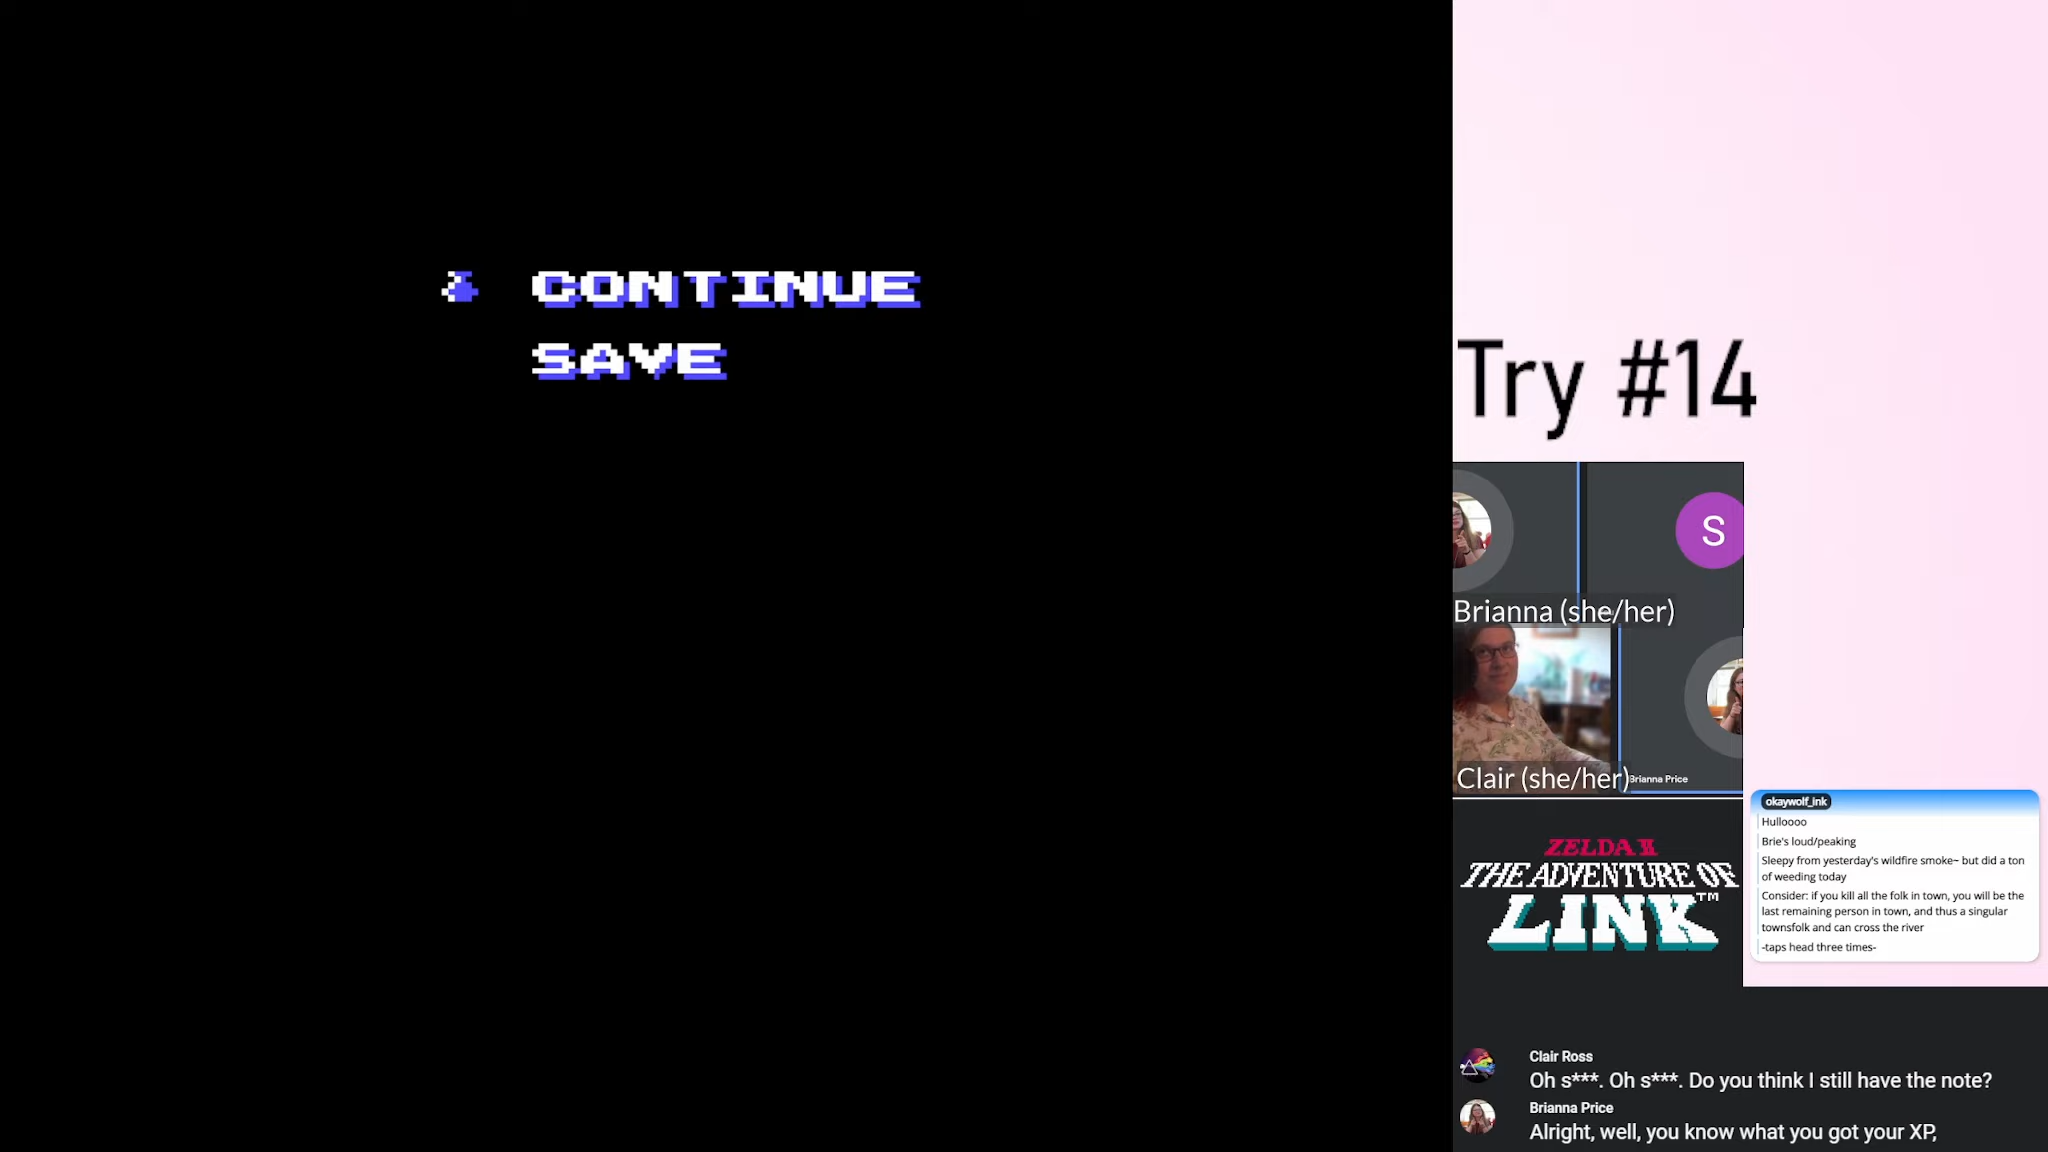 CONTINUE
SAVE
Try #14
S
Brianna (she/her)
Clair (she/her)
Brianna Price
ZELDA II
THE ADVENTURE OF
LINK™
okaywolf_ink
Hulloooo
Brie's loud/peaking
Sleepy from yesterday's wildfire smoke~ but did a ton
of weeding today
Consider: if you kill all the folk in town, you will be the
last remaining person in town, and thus a singular
townsfolk and can cross the river
-taps head three times-
Clair Ross
Oh s***. Oh s***. Do you think I still have the note?
Brianna Price
Alright, well, you know what you got your XP,